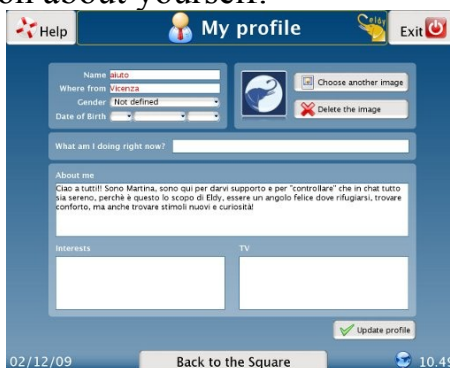 on about yourself.
Help
My profile
Eldy
Exit
Name aiuto
Where from Vicenza
Gender Not defined
Date of Birth
Choose another image
Delete the image
What am I doing right now?
About me
Ciao a tutti!! Sono Martina, sono qui per darvi supporto e per "controllare" che in chat tutto
sia sereno, perchè è questo lo scopo di Eldy, essere un angolo felice dove rifugiarsi, trovare
conforto, ma anche trovare stimoli nuovi e curiosità!
Interests
TV
Update profile
02/12/09
Back to the Square
10.49